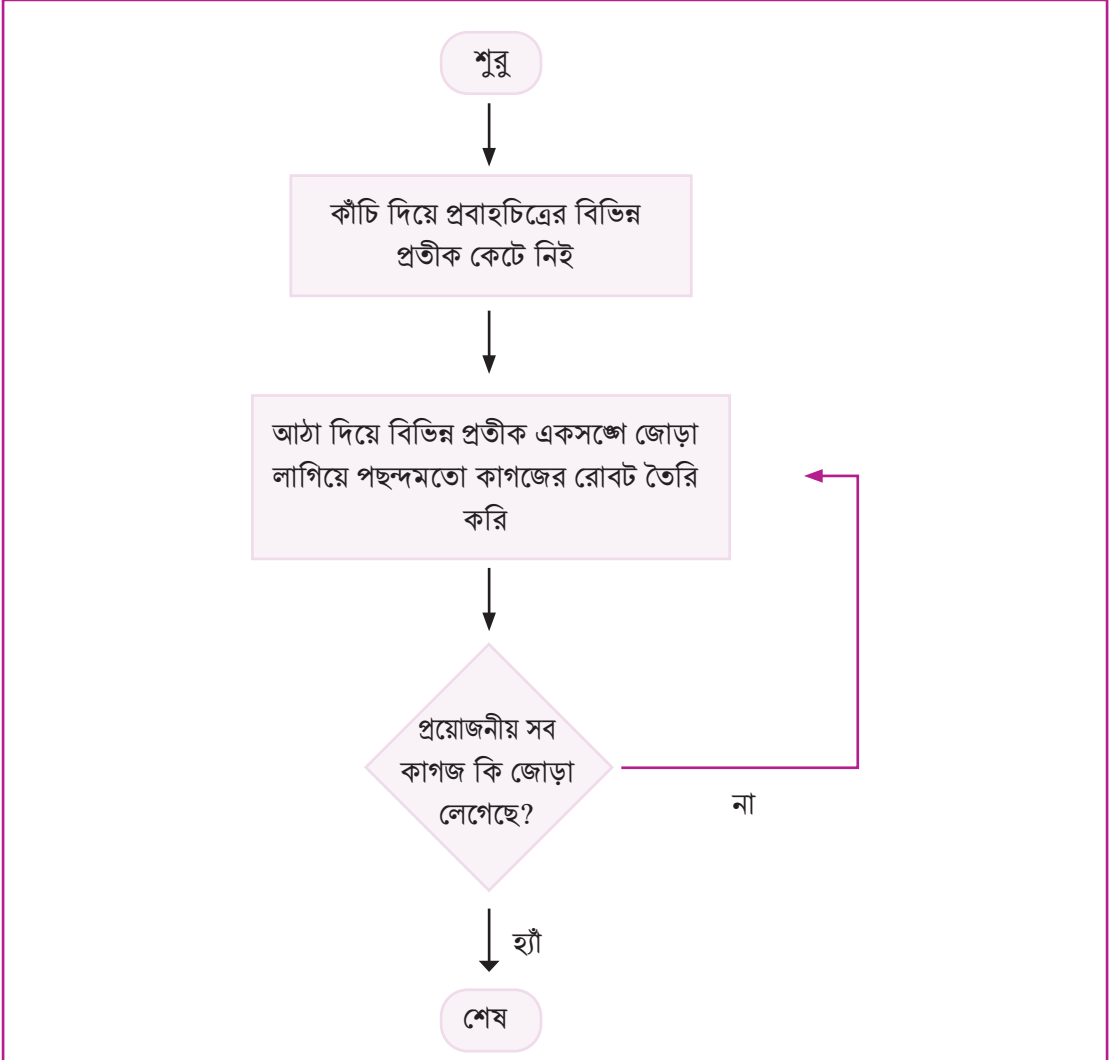 শুরু
কাঁচি দিয়ে প্রবাহচিত্রের বিভিন্ন
প্রতীক কেটে নিই
আঠা দিয়ে বিভিন্ন প্রতীক একসঙ্গে জোড়া
লাগিয়ে পছন্দমতো কাগজের রোবট তৈরি
করি
প্রয়োজনীয় সব
কাগজ কি জোড়া
লেগেছে?
না
হ্যাঁ
শেষ